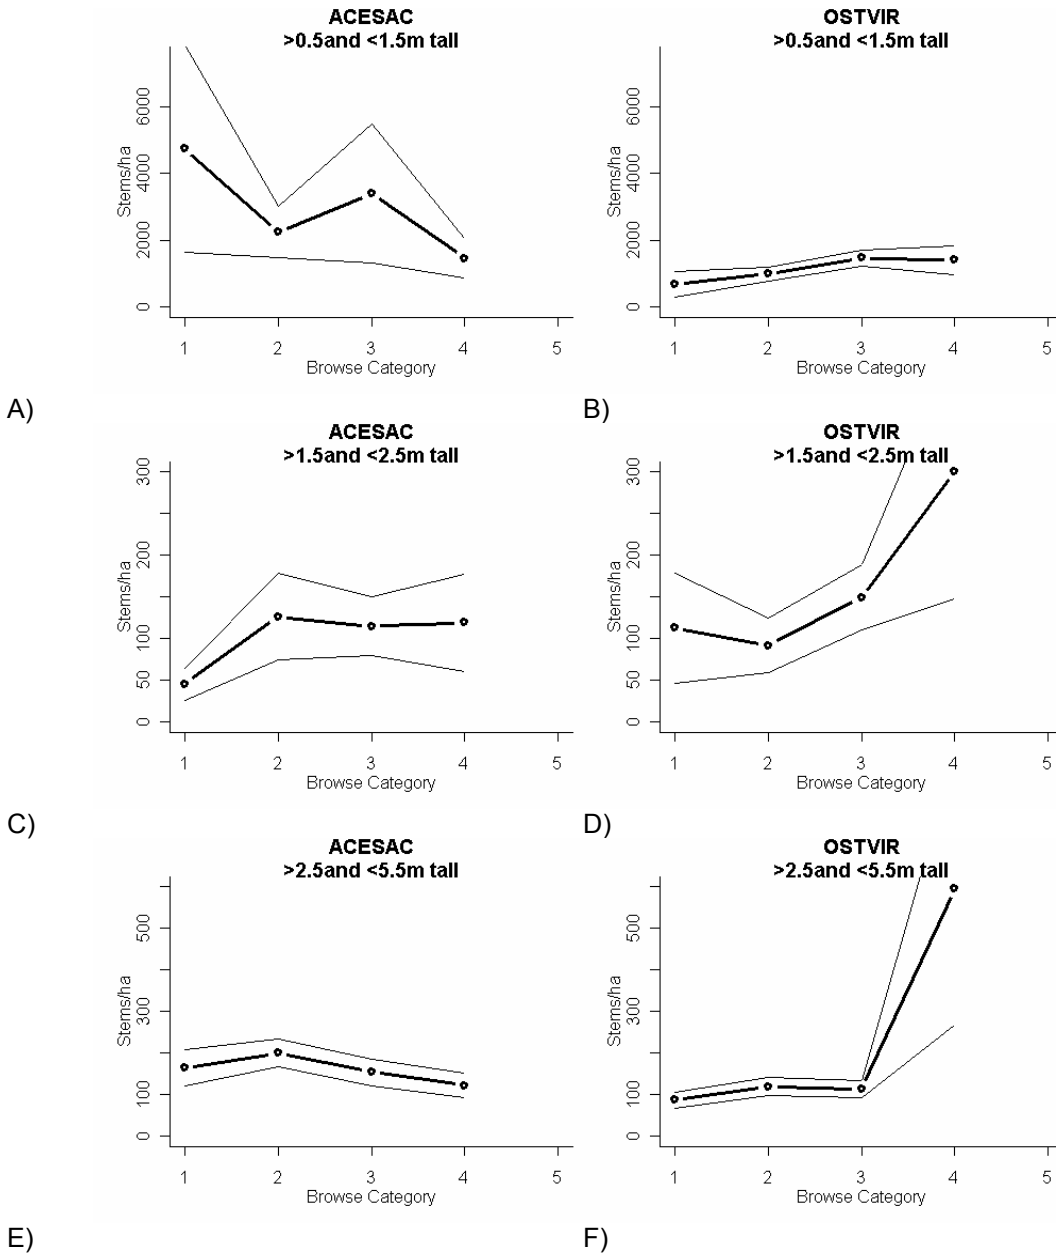 ACESAC
>0.5and <1.5m tall
Stems/ha
0 2000 4000 6000
1 2 3 4 5
Browse Category
A)
OSTVIR
>0.5and <1.5m tall
Stems/ha
0 2000 4000 6000
1 2 3 4 5
Browse Category
B)
ACESAC
>1.5and <2.5m tall
Stems/ha
0 50 100 200 300
1 2 3 4 5
Browse Category
C)
OSTVIR
>1.5and <2.5m tall
Stems/ha
0 50 100 200 300
1 2 3 4 5
Browse Category
D)
ACESAC
>2.5and <5.5m tall
Stems/ha
0 100 300 500
1 2 3 4 5
Browse Category
E)
OSTVIR
>2.5and <5.5m tall
Stems/ha
0 100 300 500
1 2 3 4 5
Browse Category
F)